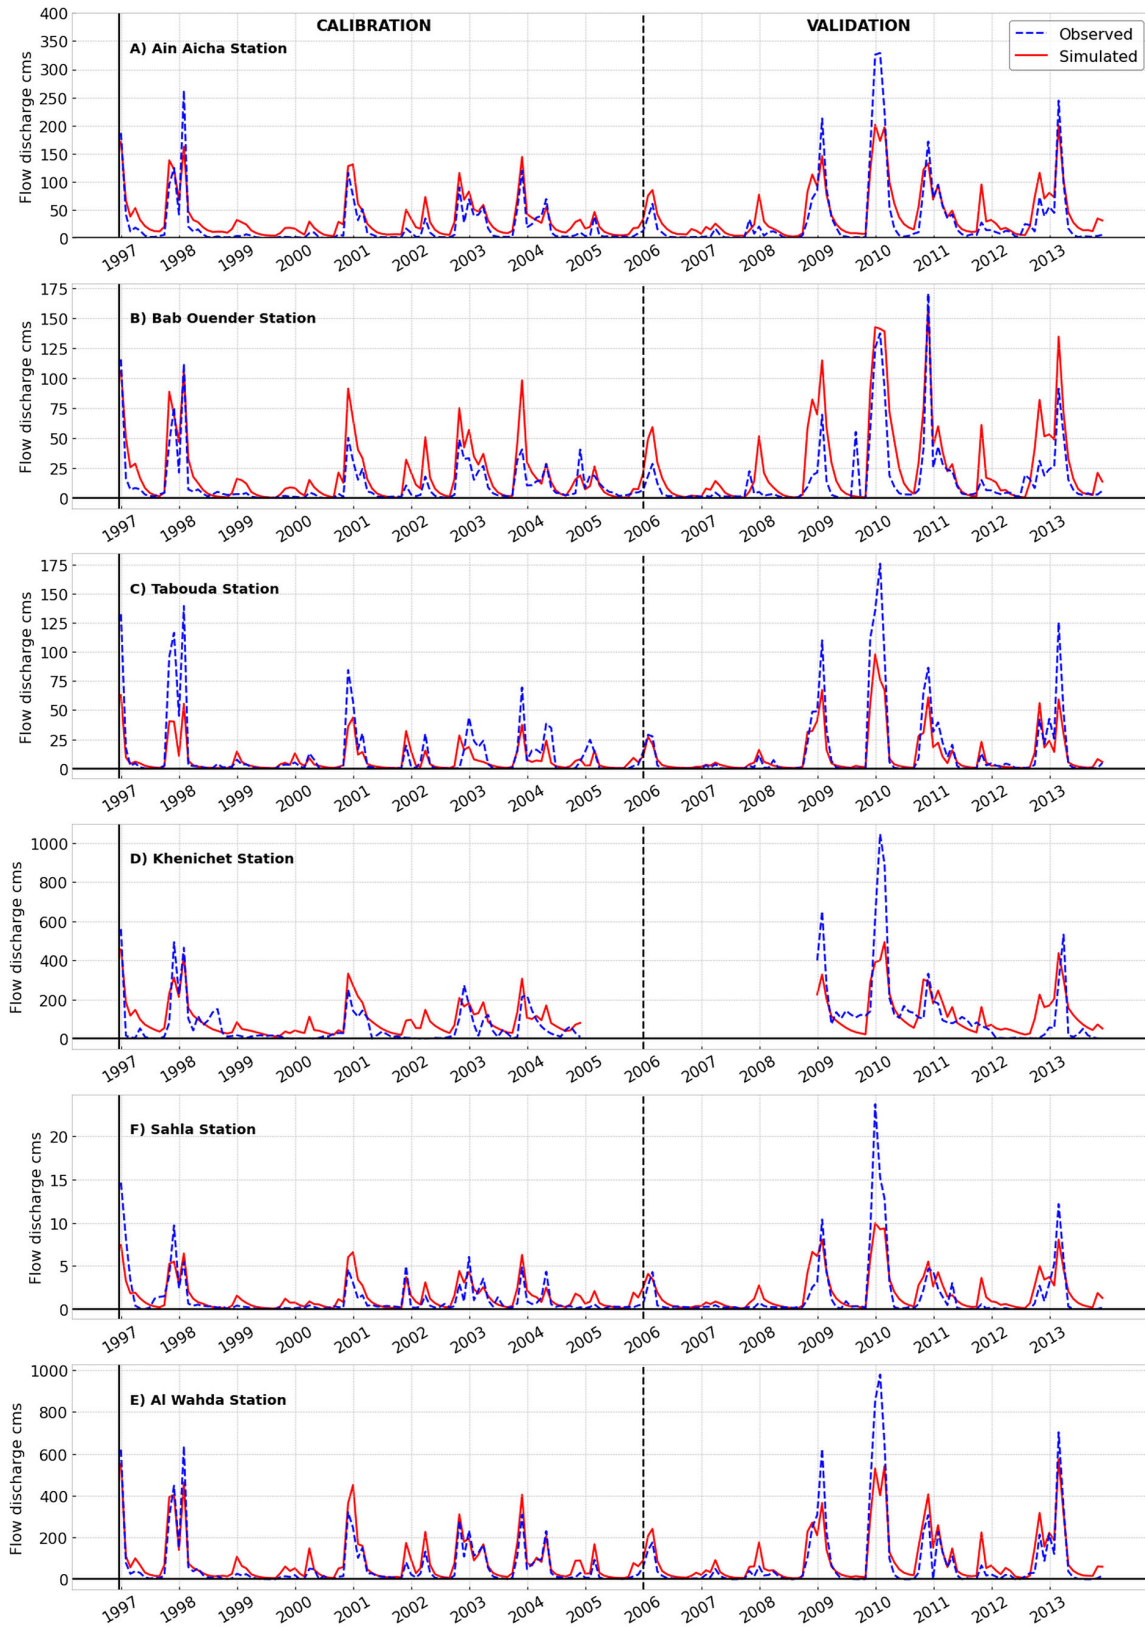 CALIBRATION VALIDATION
A) Ain Aicha Station
Observed
Simulated
Flow discharge cms
400
350
300
250
200
150
100
50
0
1997 1998 1999 2000 2001 2002 2003 2004 2005 2006 2007 2008 2009 2010 2011 2012 2013
B) Bab Ouender Station
Flow discharge cms
175
150
125
100
75
50
25
0
1997 1998 1999 2000 2001 2002 2003 2004 2005 2006 2007 2008 2009 2010 2011 2012 2013
C) Tabouda Station
Flow discharge cms
175
150
125
100
75
50
25
0
1997 1998 1999 2000 2001 2002 2003 2004 2005 2006 2007 2008 2009 2010 2011 2012 2013
D) Khenichet Station
Flow discharge cms
1000
800
600
400
200
0
1997 1998 1999 2000 2001 2002 2003 2004 2005 2006 2007 2008 2009 2010 2011 2012 2013
F) Sahla Station
Flow discharge cms
20
15
10
5
0
1997 1998 1999 2000 2001 2002 2003 2004 2005 2006 2007 2008 2009 2010 2011 2012 2013
E) Al Wahda Station
Flow discharge cms
1000
800
600
400
200
0
1997 1998 1999 2000 2001 2002 2003 2004 2005 2006 2007 2008 2009 2010 2011 2012 2013